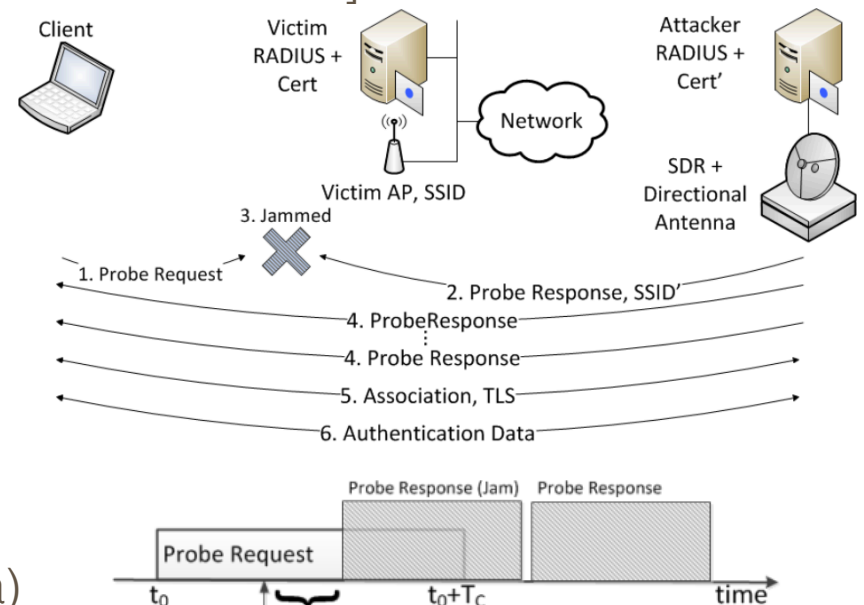 Client
Victim
RADIUS +
Cert
Attacker
RADIUS +
Cert’
Network
SDR +
Directional
Antenna
Victim AP, SSID
3. Jammed
1. Probe Request
2. Probe Response, SSID’
4. ProbeResponse
4. Probe Response
5. Association, TLS
6. Authentication Data
Probe Response (Jam)
Probe Response
Probe Request
t0
t0+TC
time